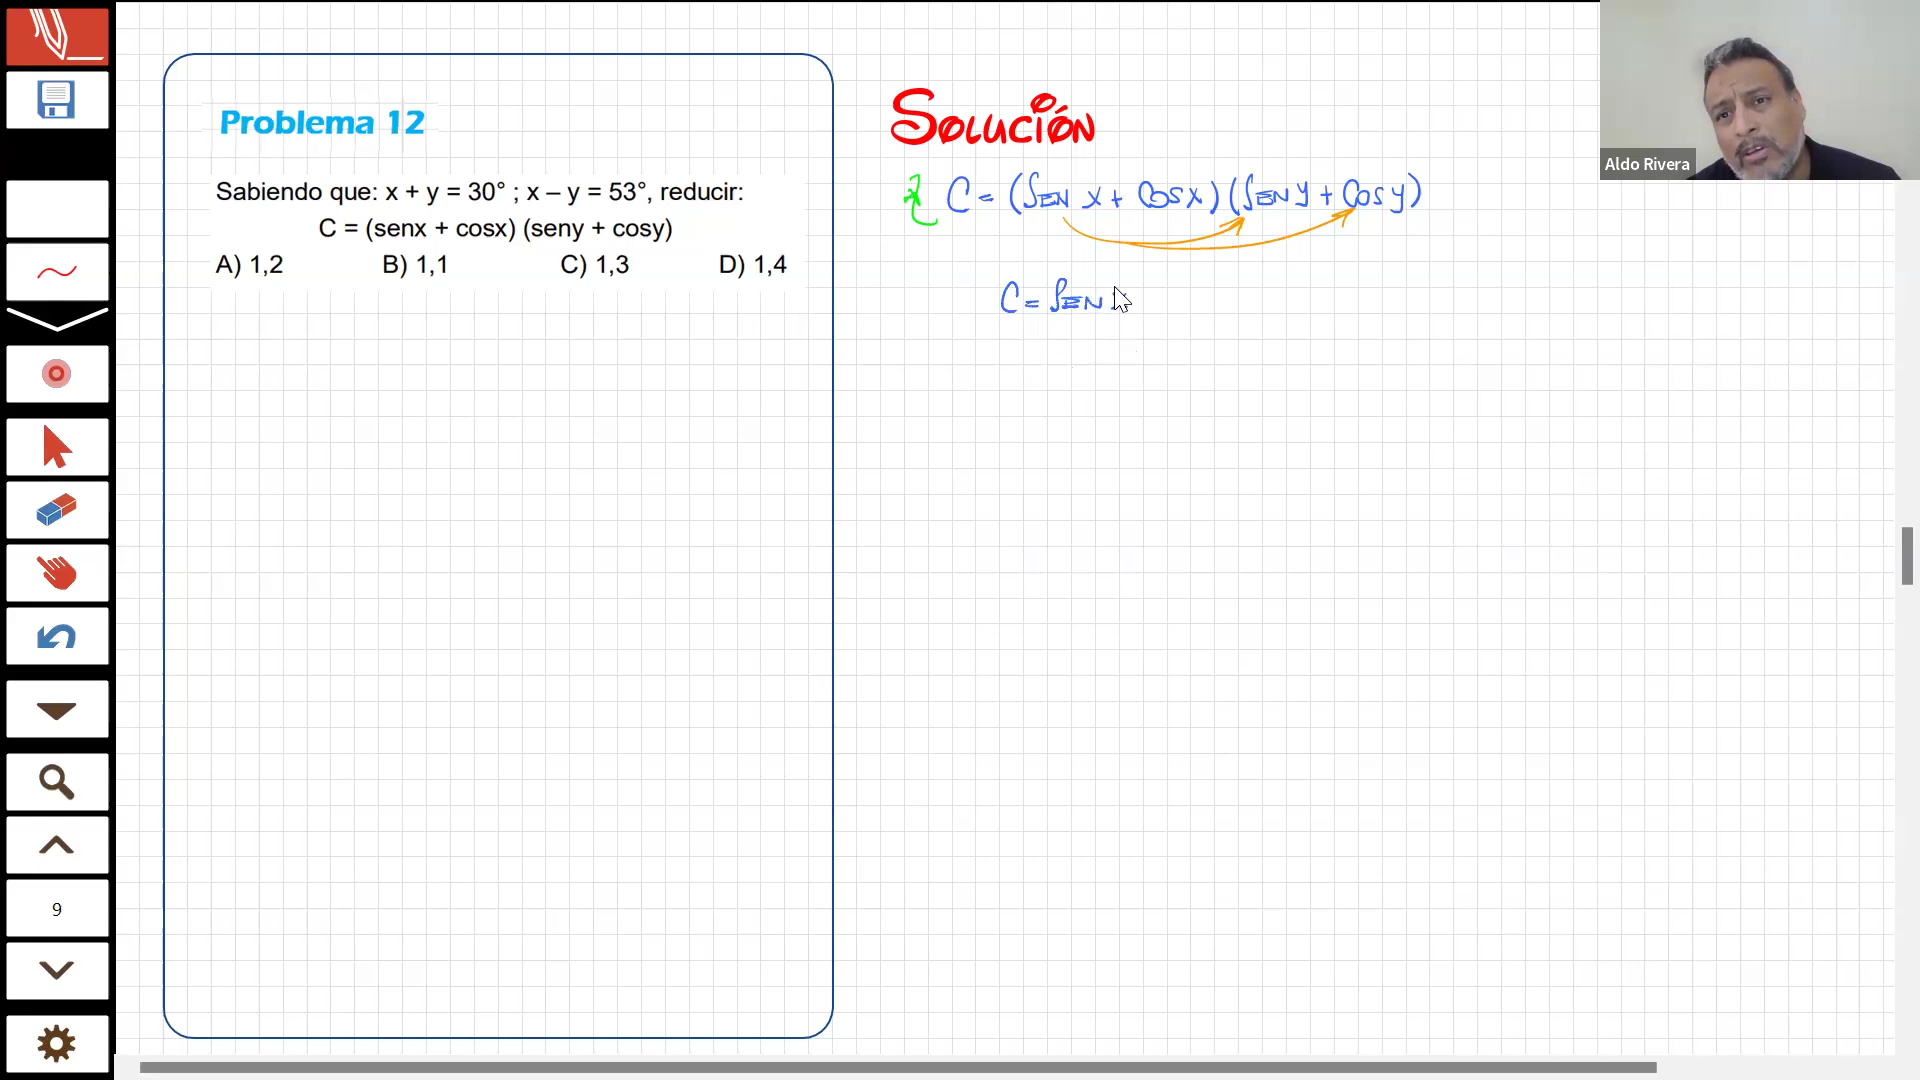 Problema 12
Sabiendo que: x + y = 30° ; x – y = 53°, reducir:
C = (senx + cosx) (seny + cosy)
A) 1,2 B) 1,1 C) 1,3 D) 1,4
SOLUCIÓN
C = (SEN x + COS x) (SEN y + COS y)
C = SEN
Aldo Rivera
9